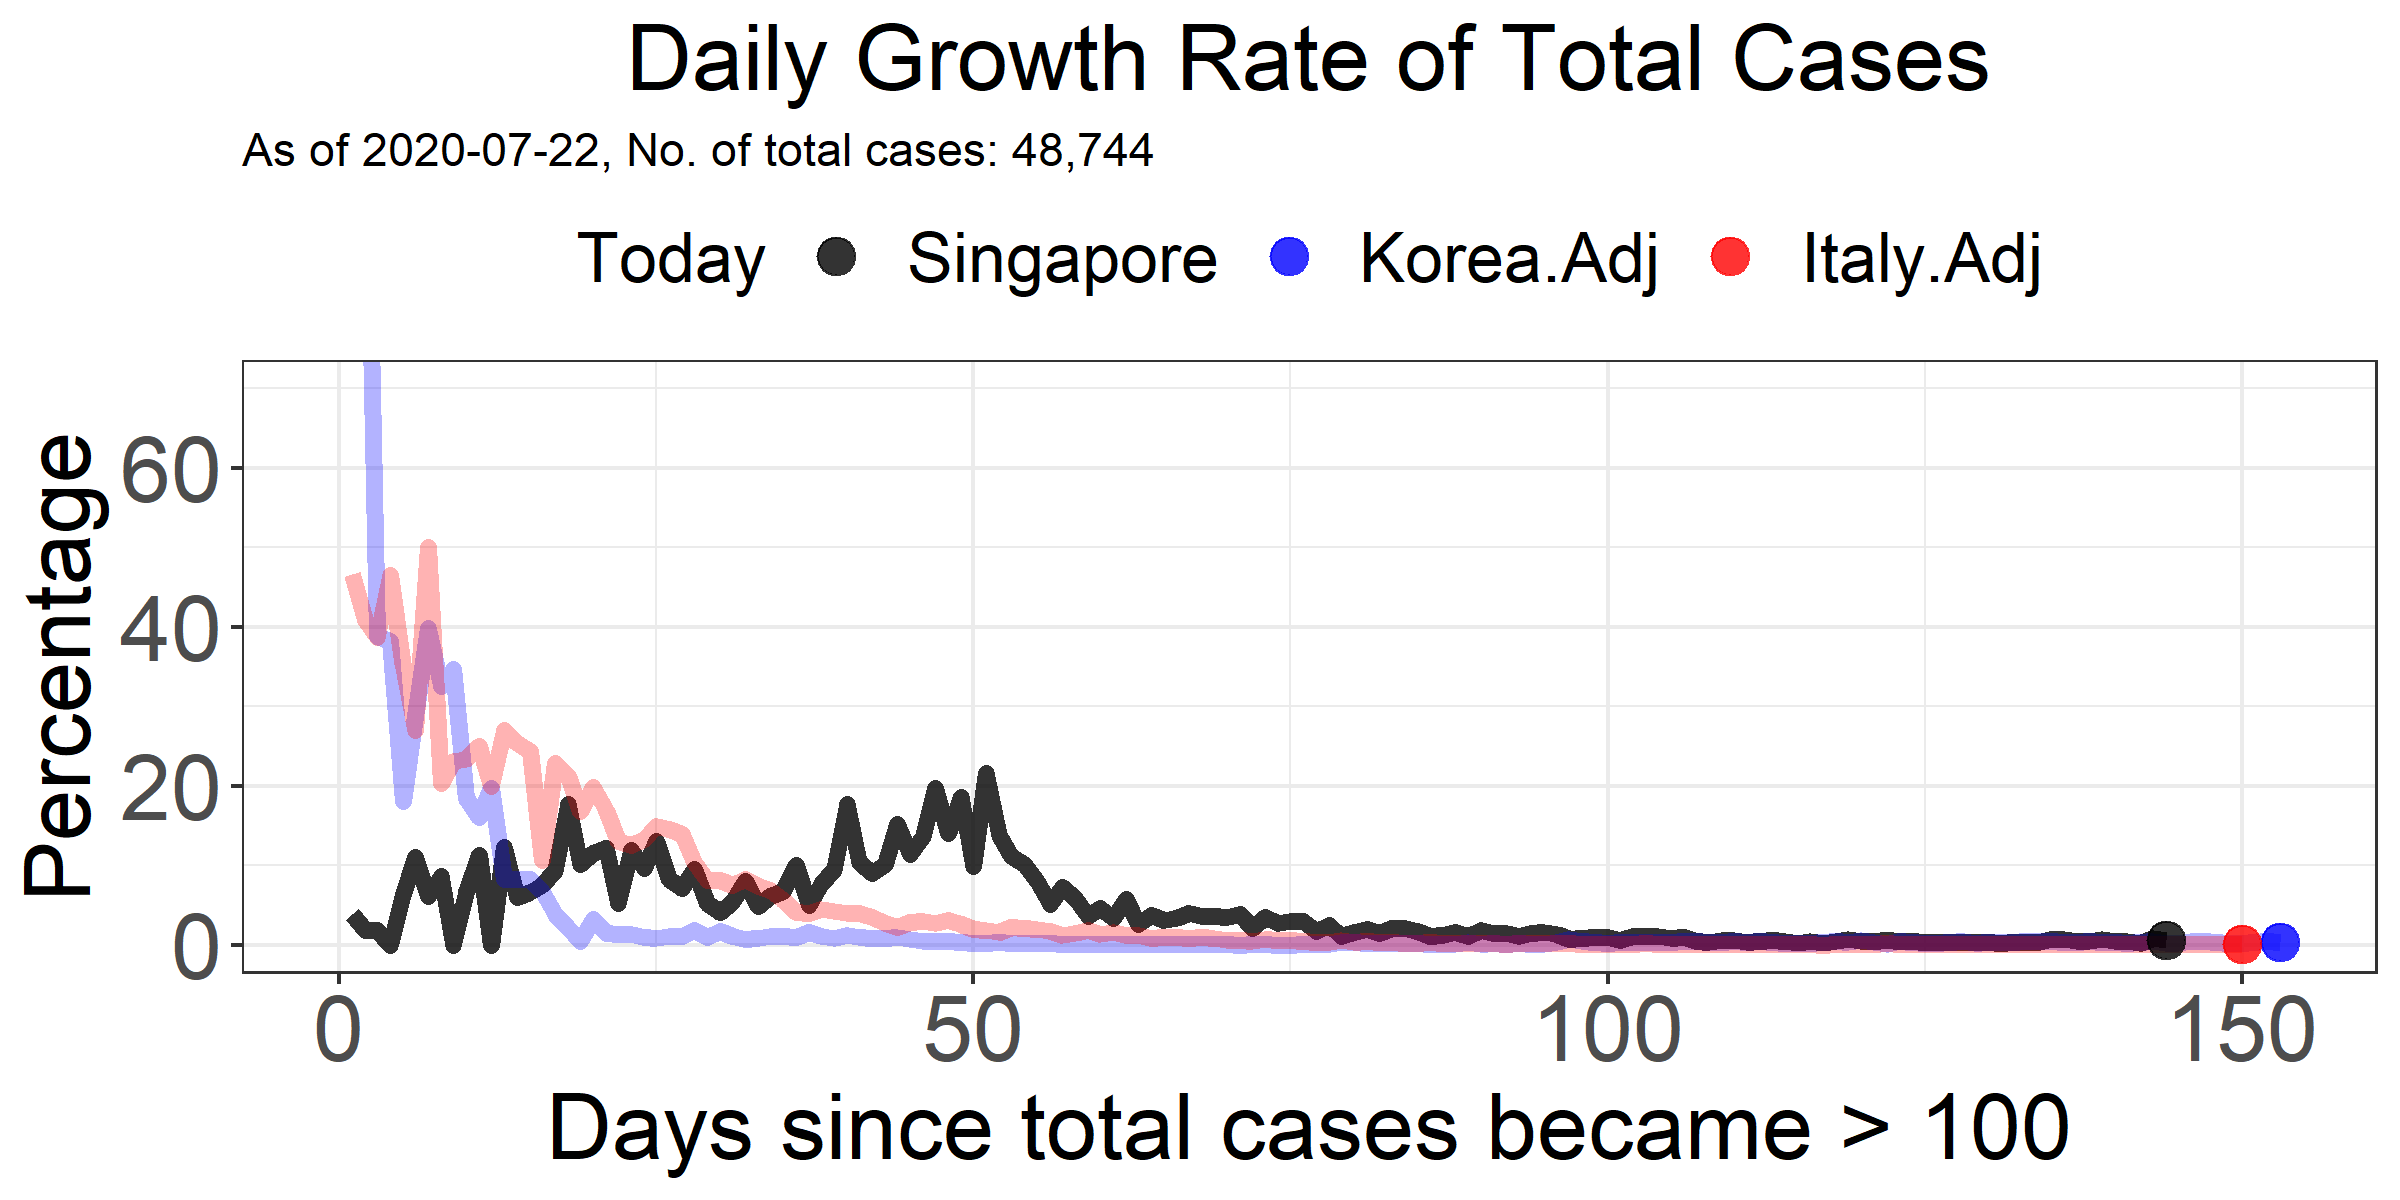 Daily Growth Rate of Total Cases
As of 2020-07-22, No. of total cases: 48,744
Today Singapore Korea.Adj Italy.Adj
Percentage
60
40
20
0
0 50 100 150
Days since total cases became > 100